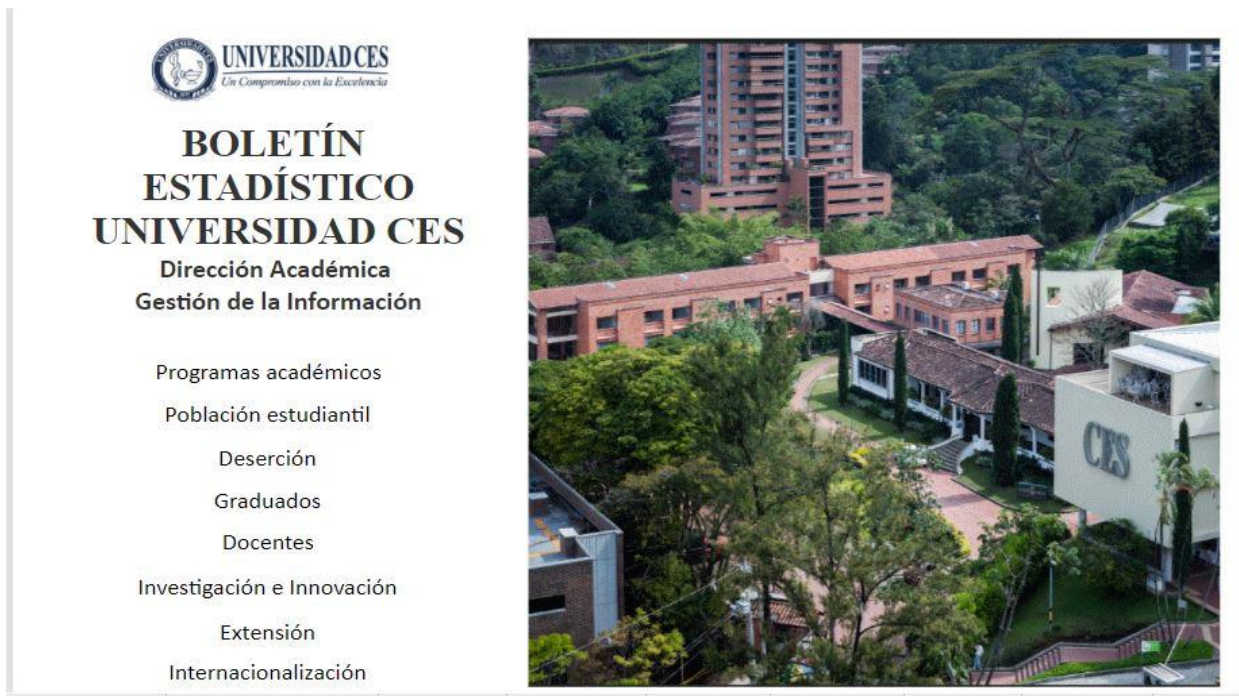 UNIVERSIDAD CES
Un Compromiso con la Excelencia
BOLETÍN
ESTADÍSTICO
UNIVERSIDAD CES
Dirección Académica
Gestión de la Información
Programas académicos
Población estudiantil
Deserción
Graduados
Docentes
Investigación e Innovación
Extensión
Internacionalización
CES